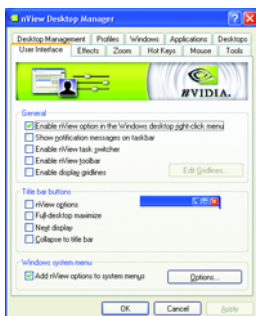 nView Desktop Manager
Desktop Management Profiles Windows Applications Desktops
User Interface Effects Zoom Hot Keys Mouse Tools
NVIDIA.
General
Enable nView option in the Windows desktop right-click menu
Show notification messages on taskbar
Enable nView task switcher
Enable nView toolbar
Enable display gridlines
Edit Gridlines...
Title bar buttons
nView options
Full-desktop maximize
Next display
Collapse to title bar
Windows system menu
Add nView options to system menus
Options...
OK Cancel Apply